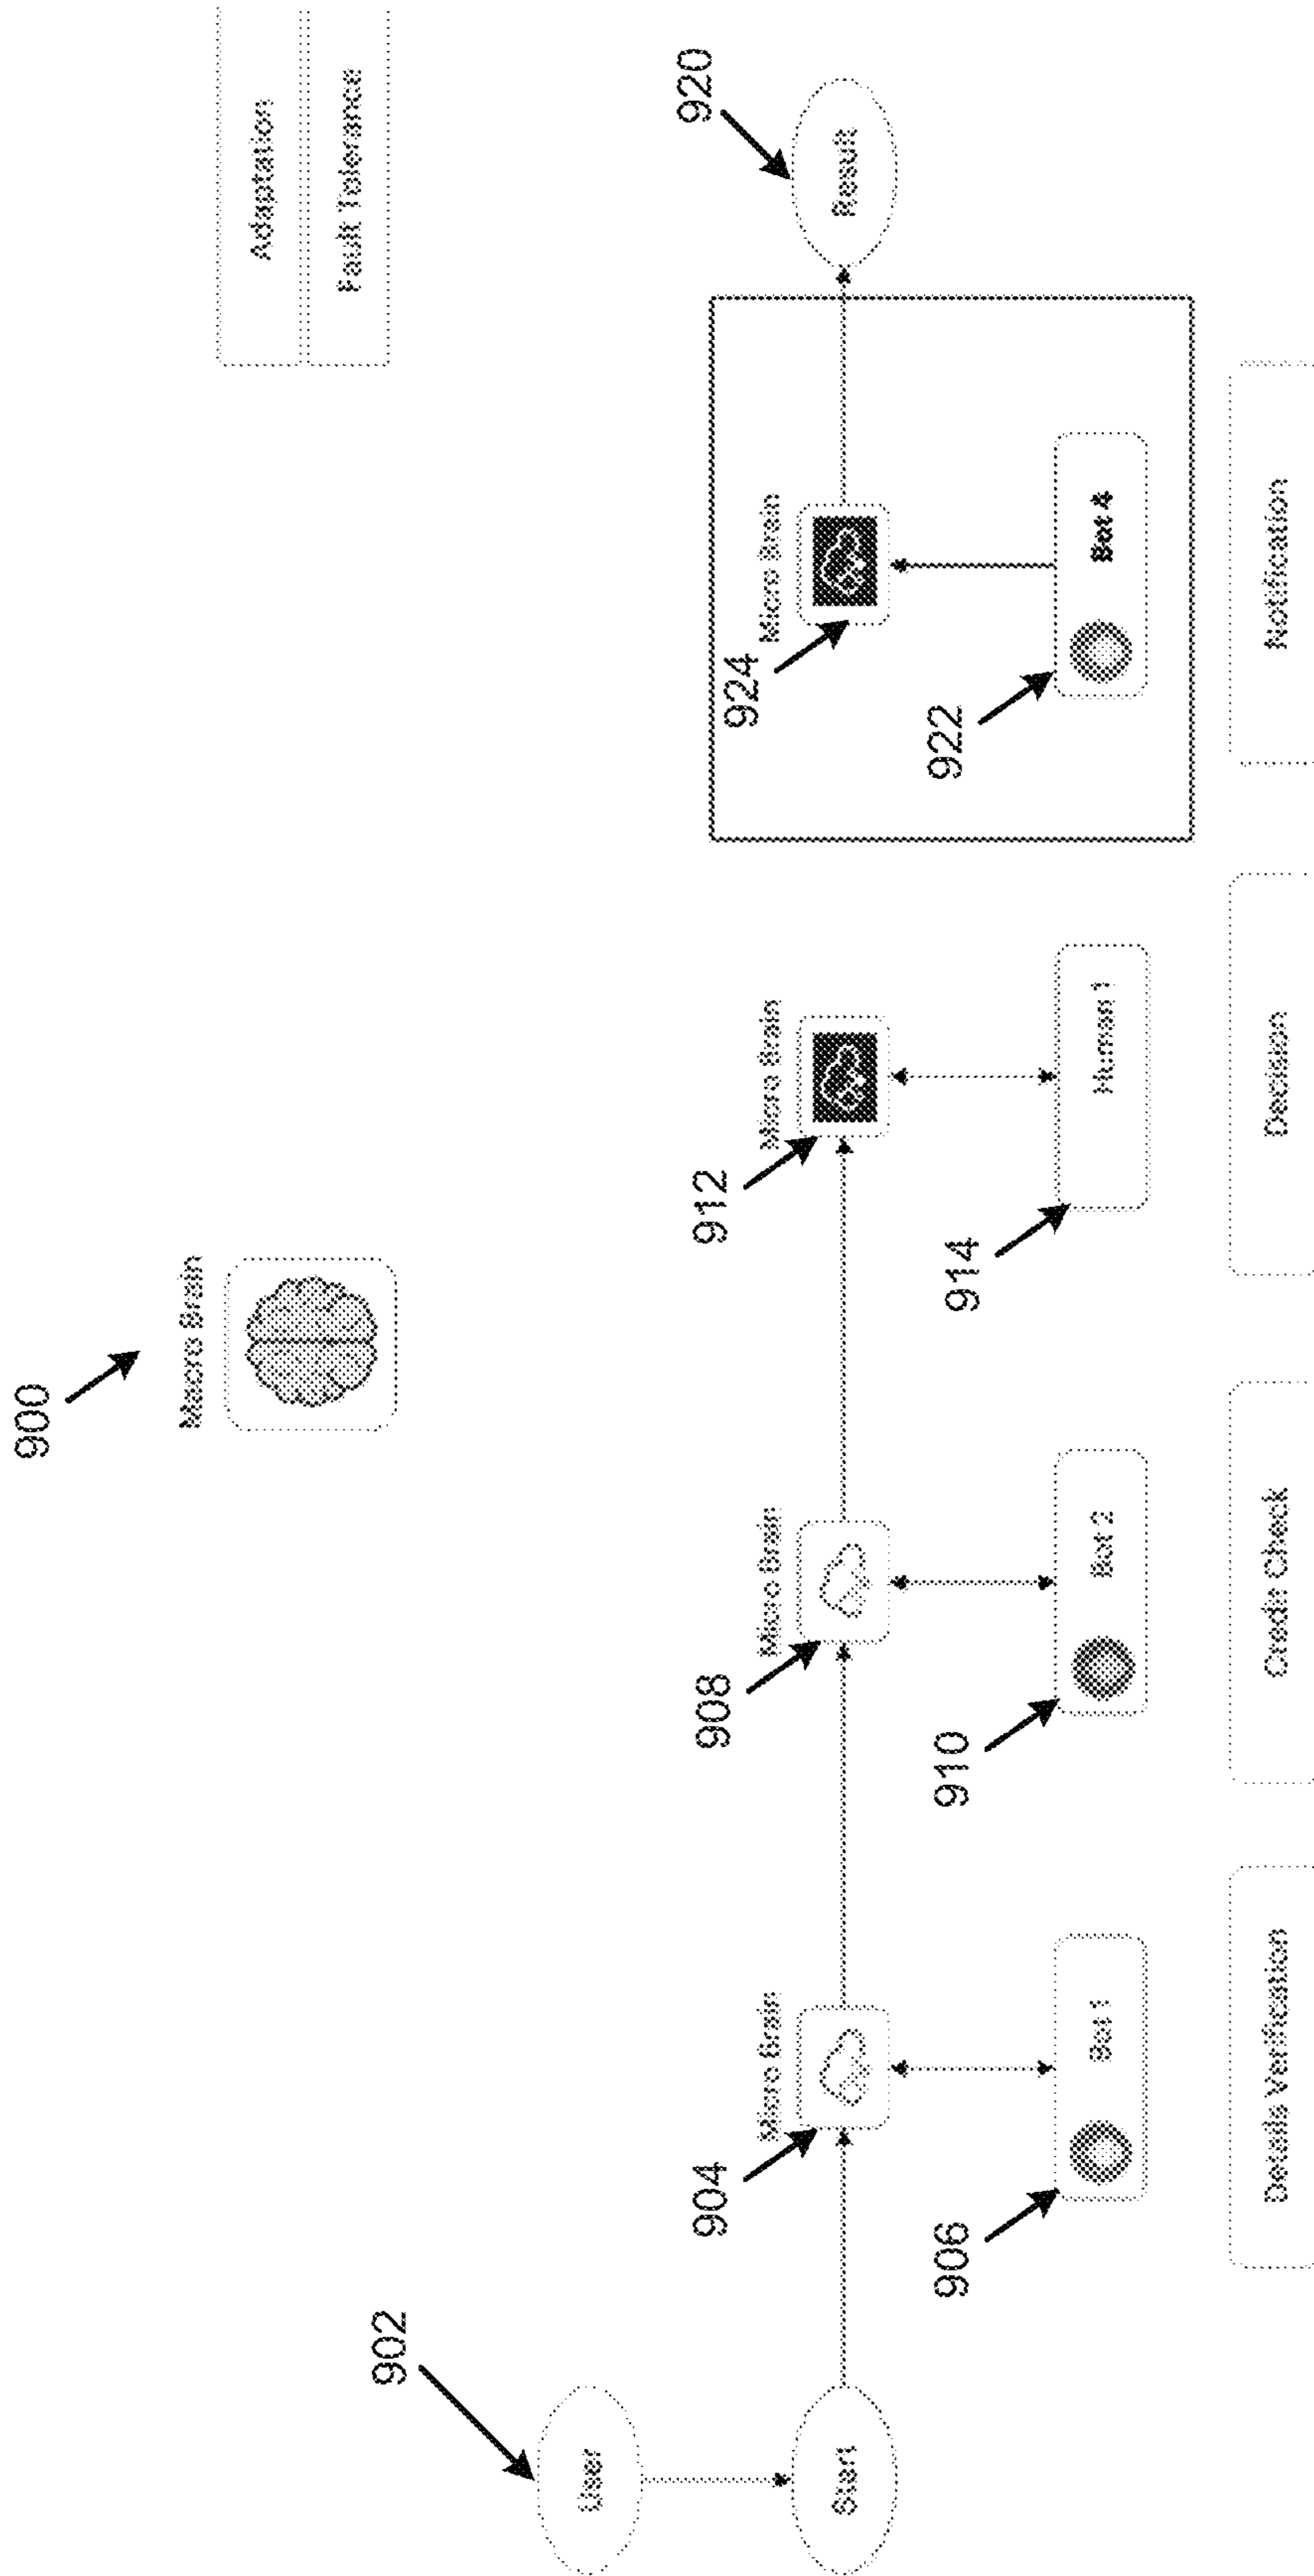 900
Macro Brain
Adaptation
Fault Tolerance
902
User
Start
904
Micro Brain
908
Micro Brain
912
Micro Brain
924
Micro Brain
920
Result
906
Bot 1
910
Bot 2
914
Human 1
922
Bot 4
Details Verification
Credit Check
Decision
Notification